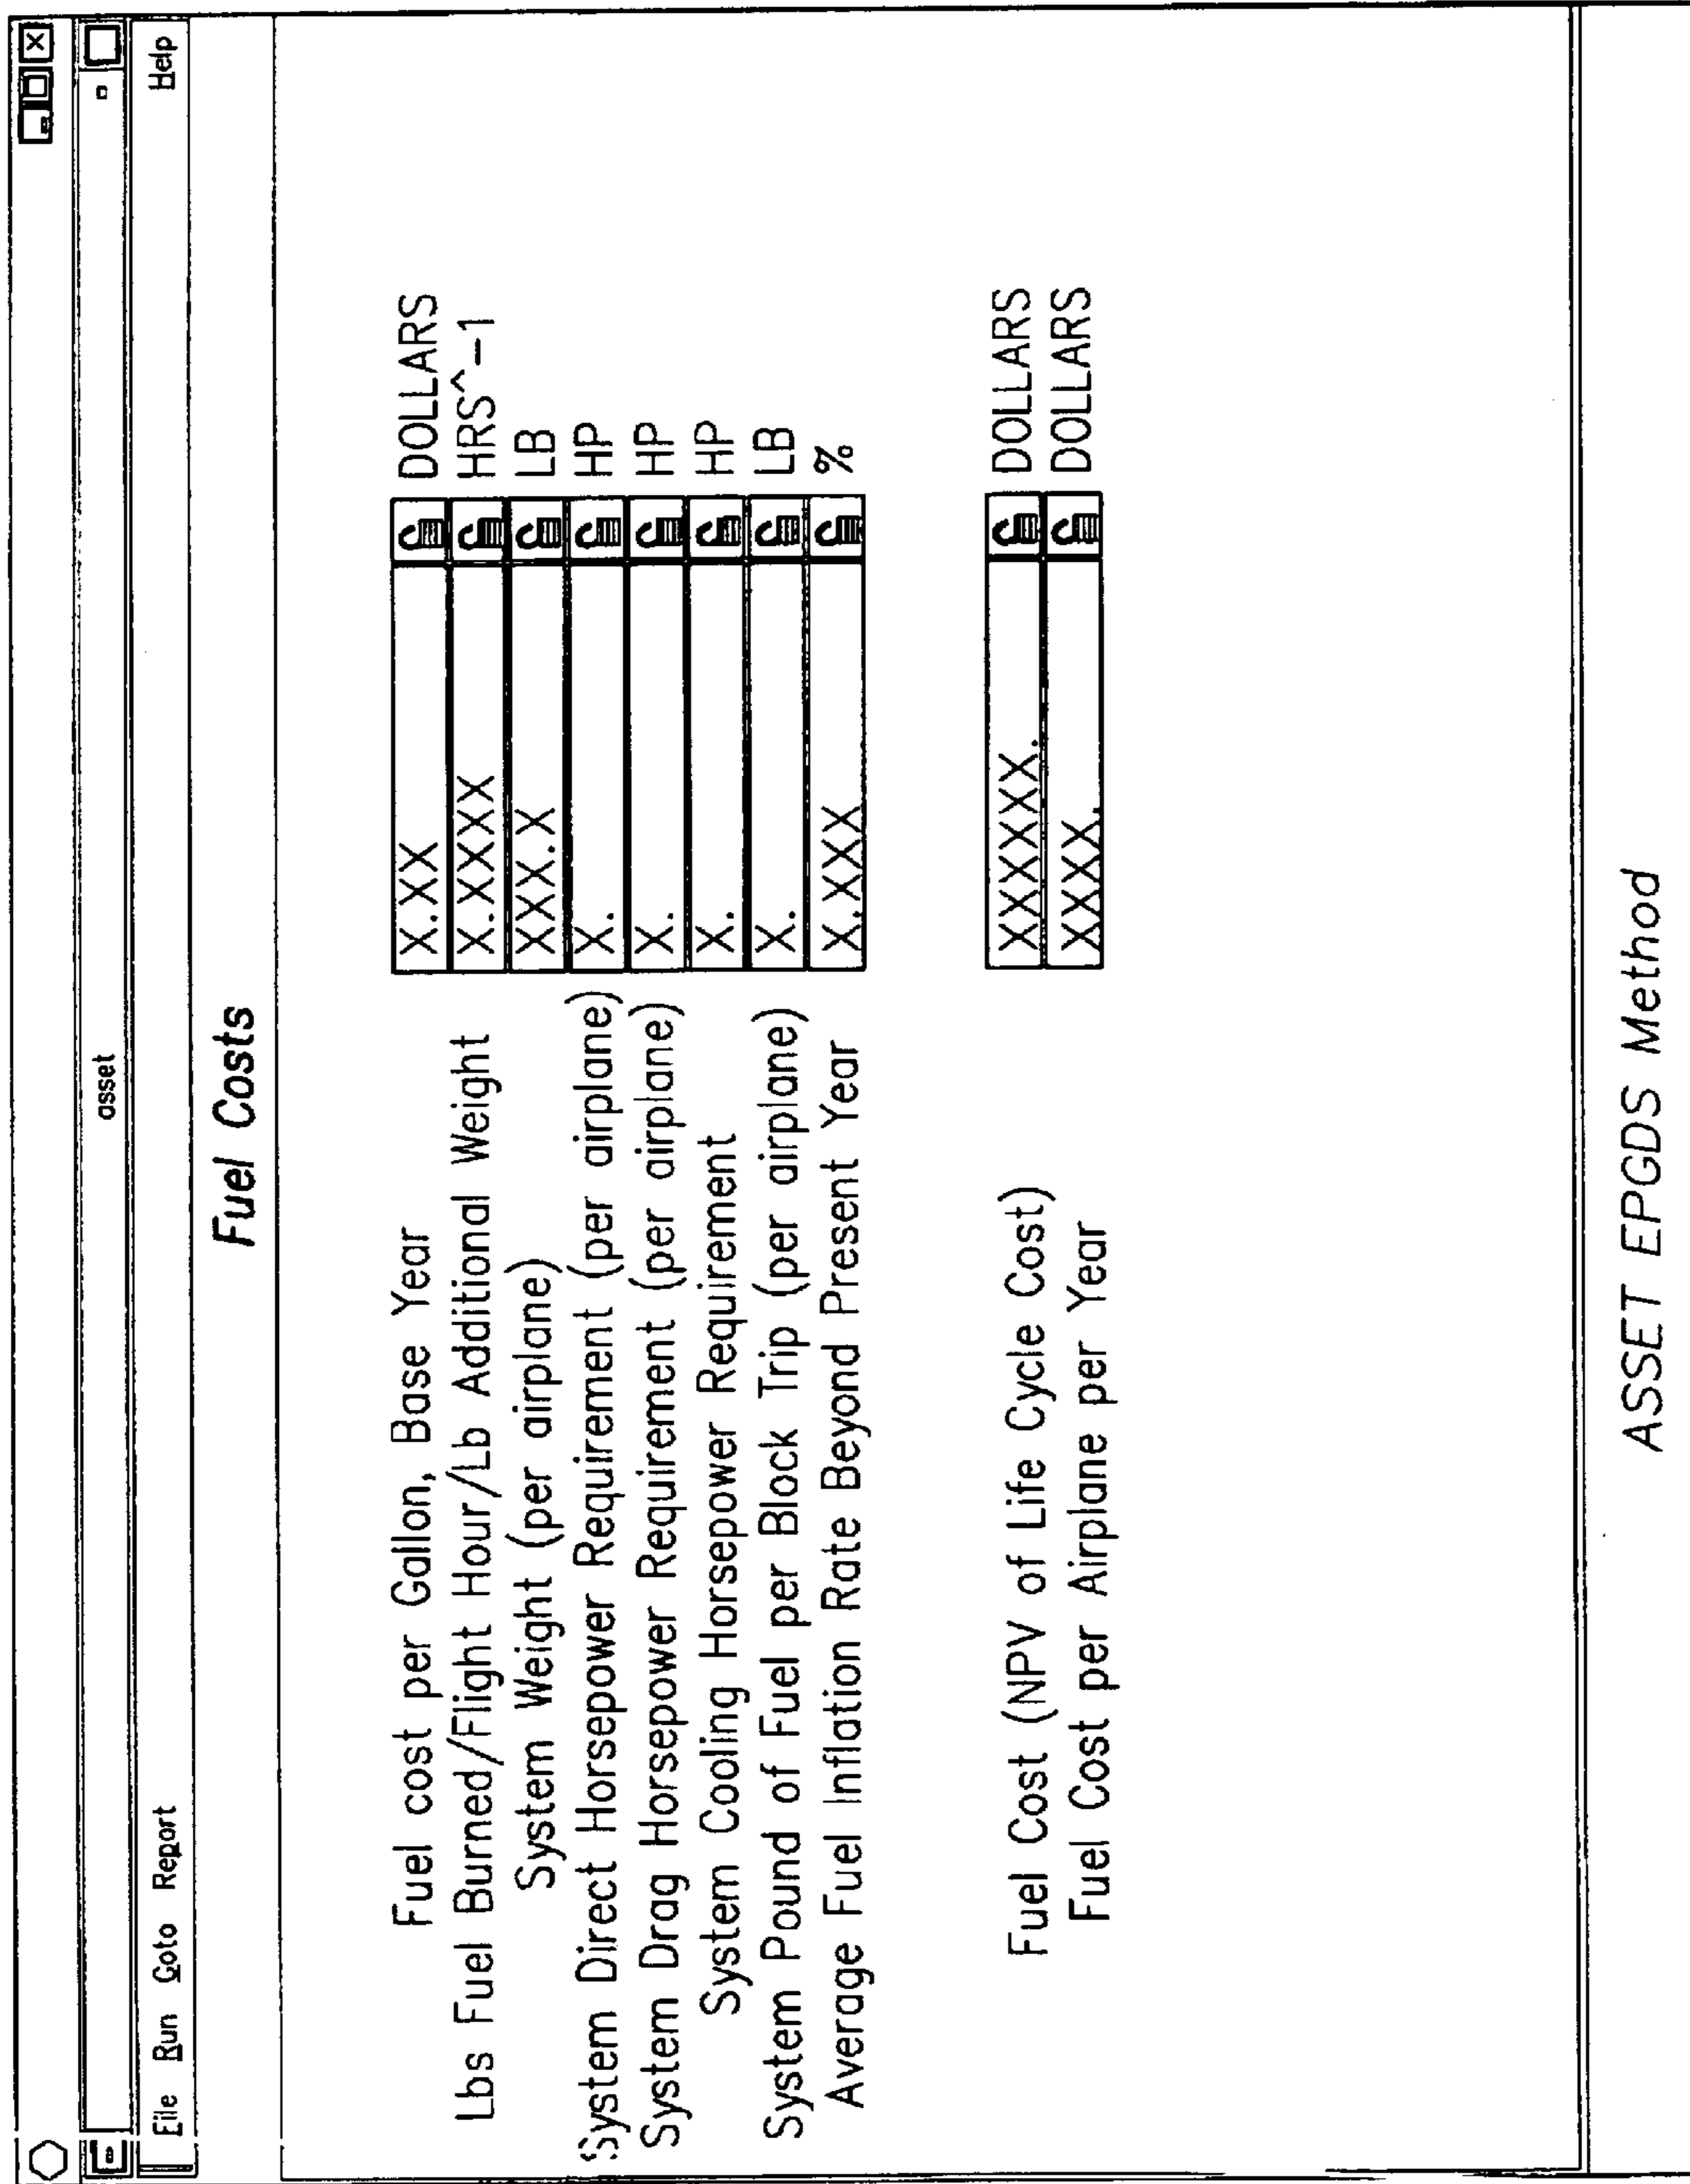 asset
File Run Goto Report Help
Fuel Costs
Fuel cost per Gallon, Base Year X.XX DOLLARS
Lbs Fuel Burned/Flight Hour/Lb Additional Weight X.XXXX HRS^-1
System Weight (per airplane) XXX.X LB
System Direct Horsepower Requirement (per airplane) X. HP
System Drag Horsepower Requirement (per airplane) X. HP
System Cooling Horsepower Requirement X. HP
System Pound of Fuel per Block Trip (per airplane) X. LB
Average Fuel Inflation Rate Beyond Present Year X.XXX %
Fuel Cost (NPV of Life Cycle Cost) XXXXXX. DOLLARS
Fuel Cost per Airplane per Year XXXX. DOLLARS
ASSET EPGDS Method